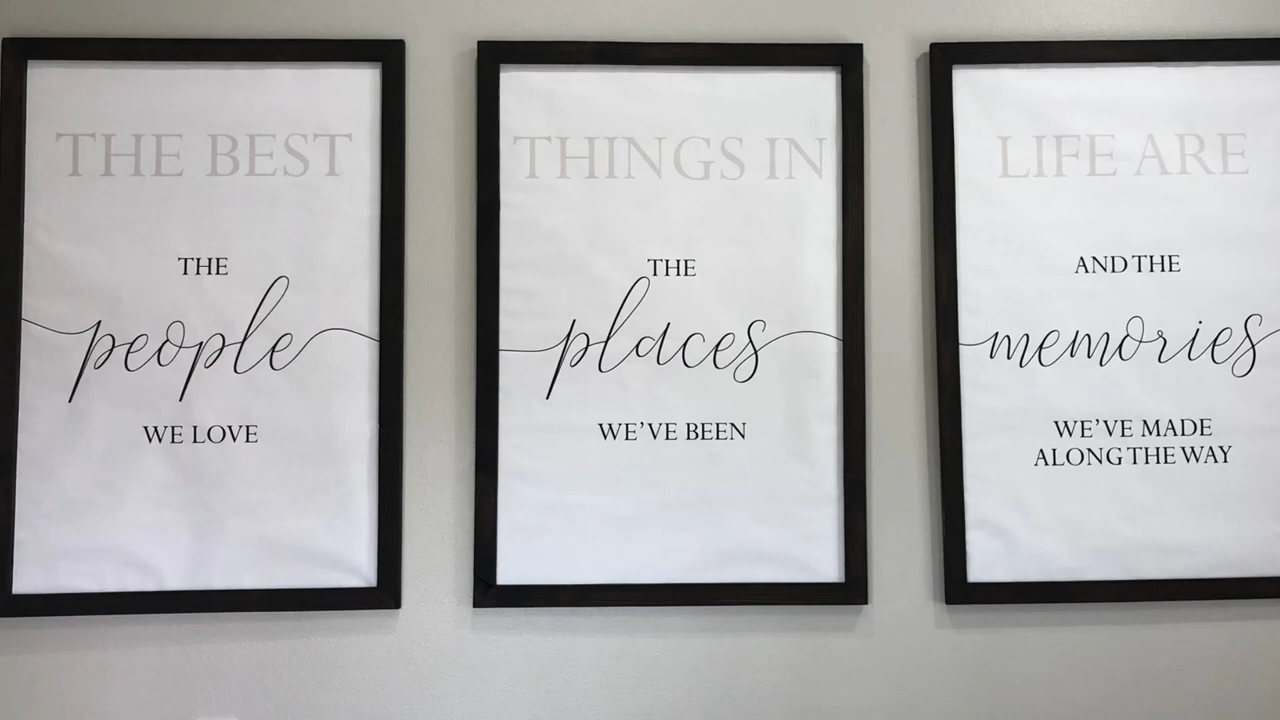 THE BEST
THE
people
WE LOVE
THINGS IN
THE
places
WE'VE BEEN
LIFE ARE
AND THE
memories
WE'VE MADE
ALONG THE WAY